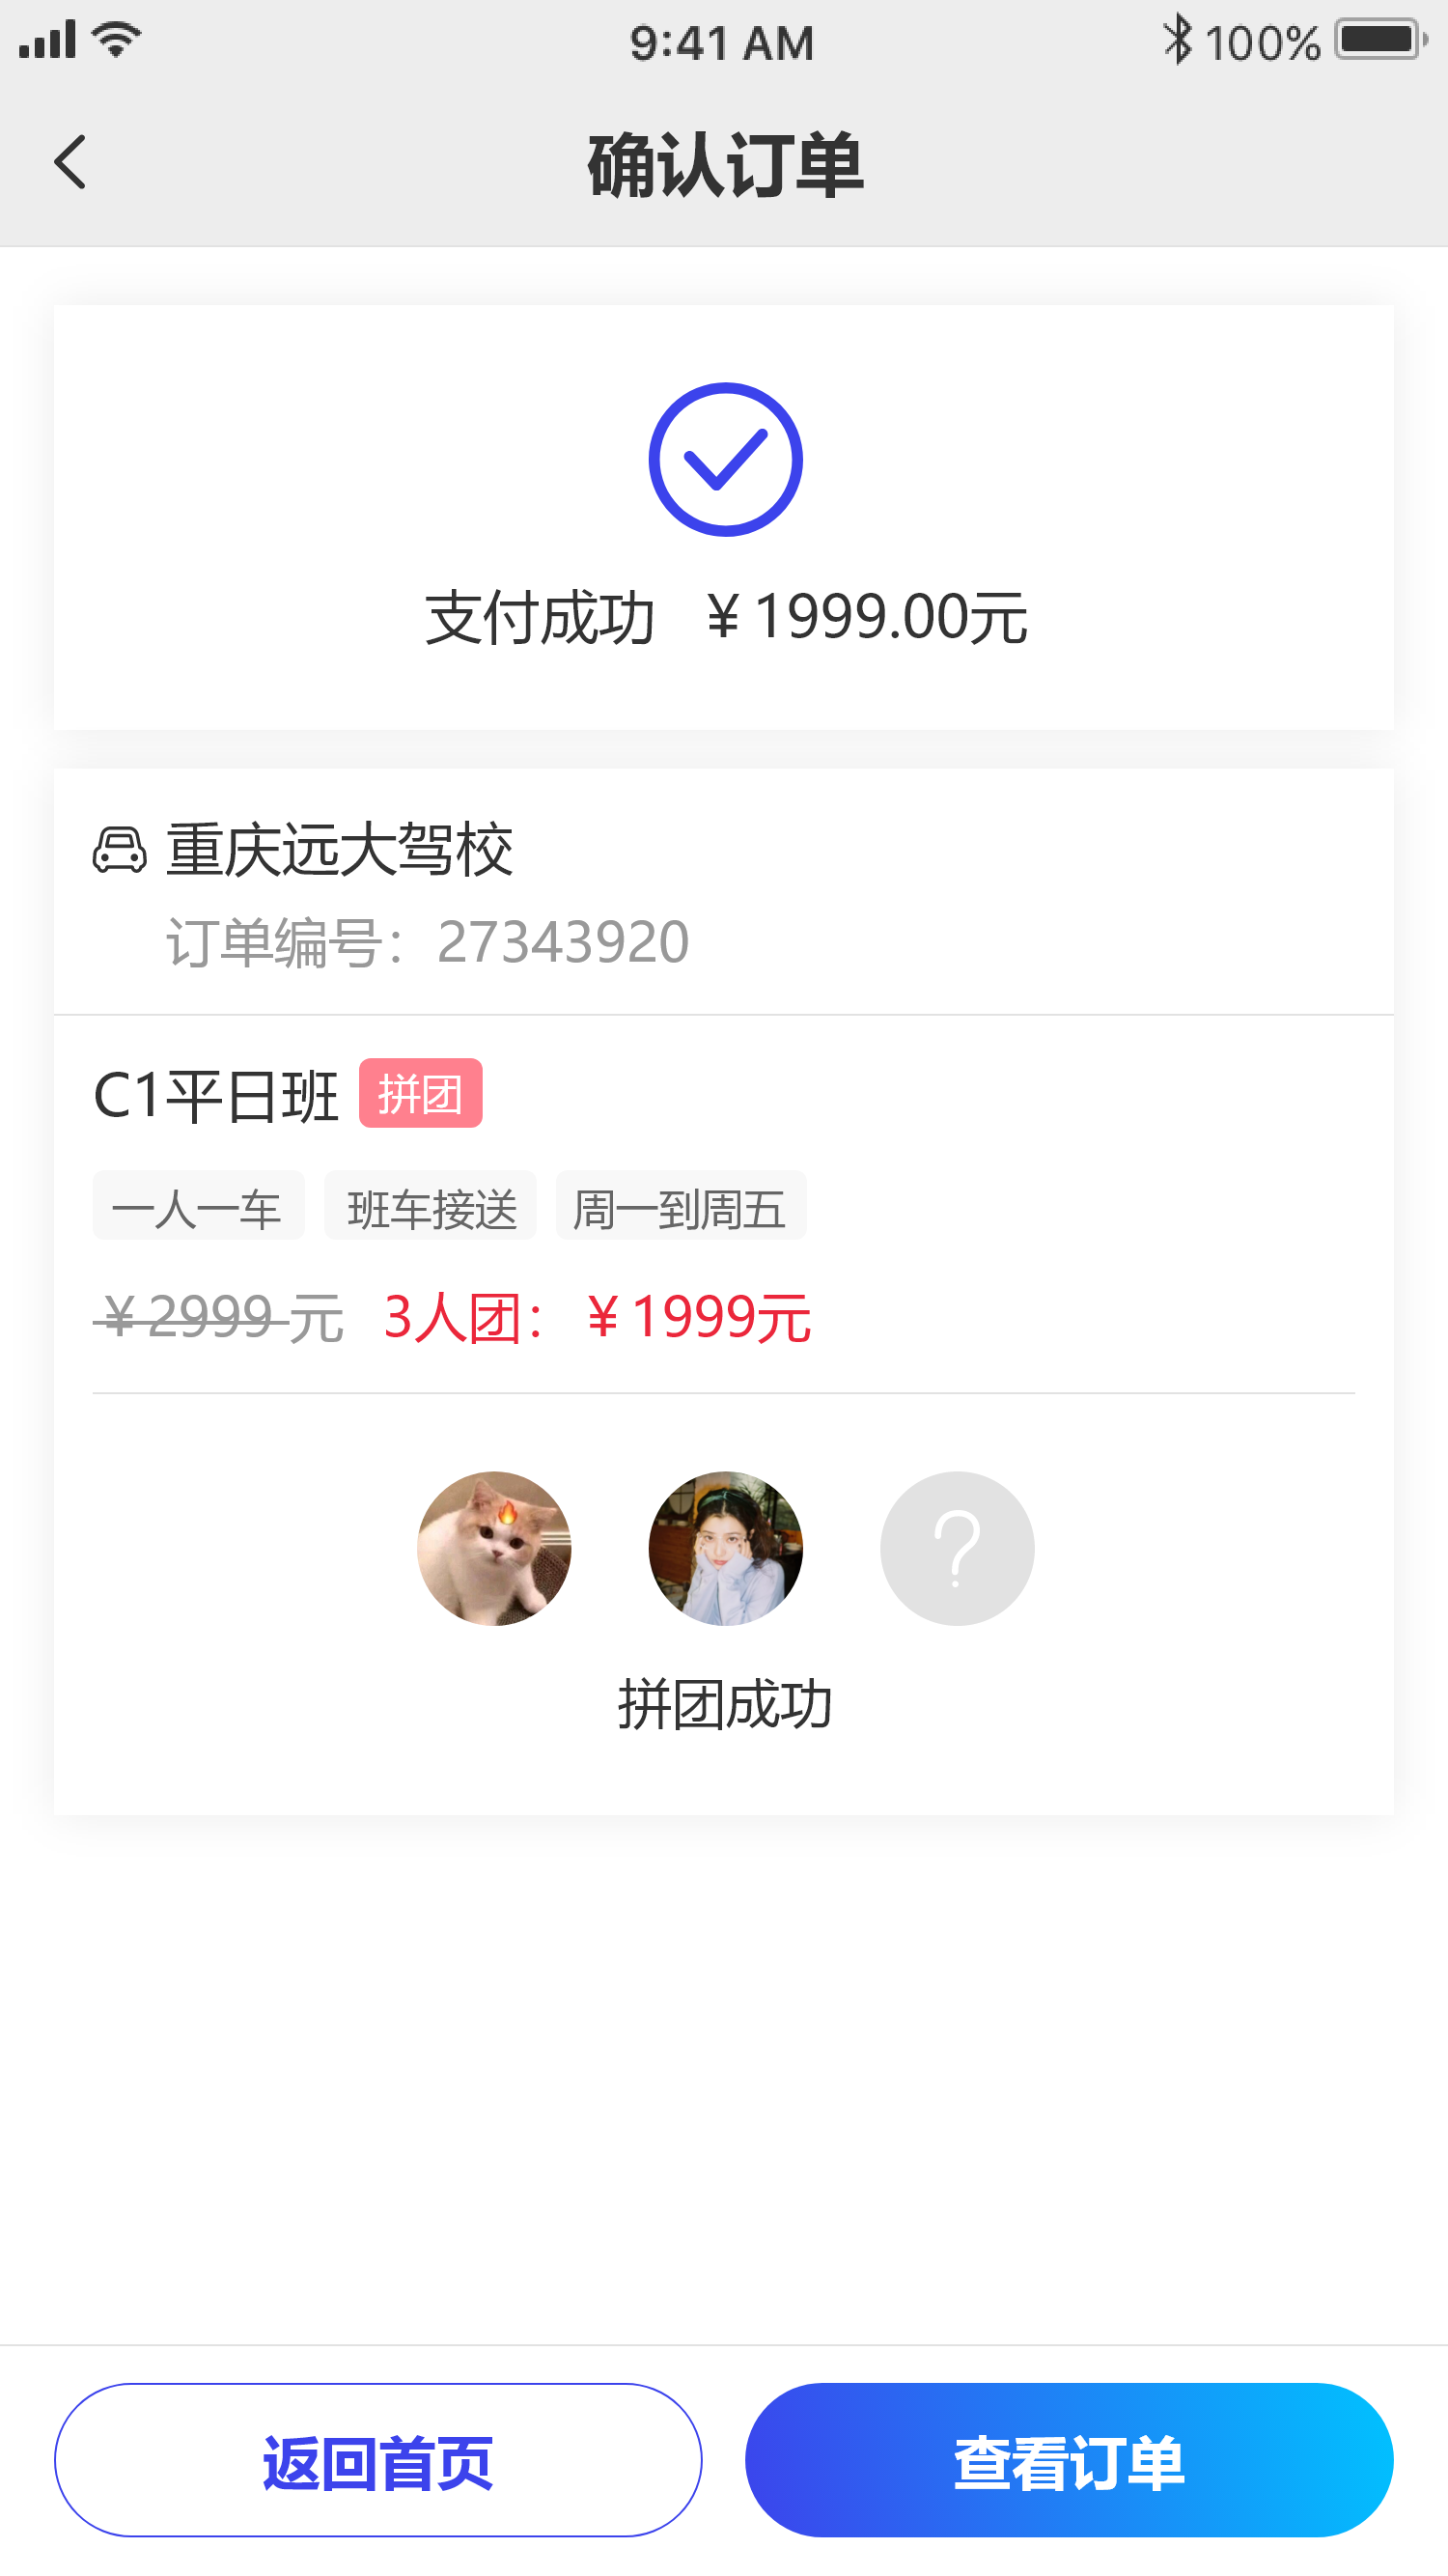 9:41 AM 100%
确认订单
支付成功 ¥1999.00元
重庆远大驾校
订单编号：27343920
C1平日班 拼团
一人一车 班车接送 周一到周五
¥2999 元 3人团： ¥1999元
?
拼团成功
返回首页 查看订单